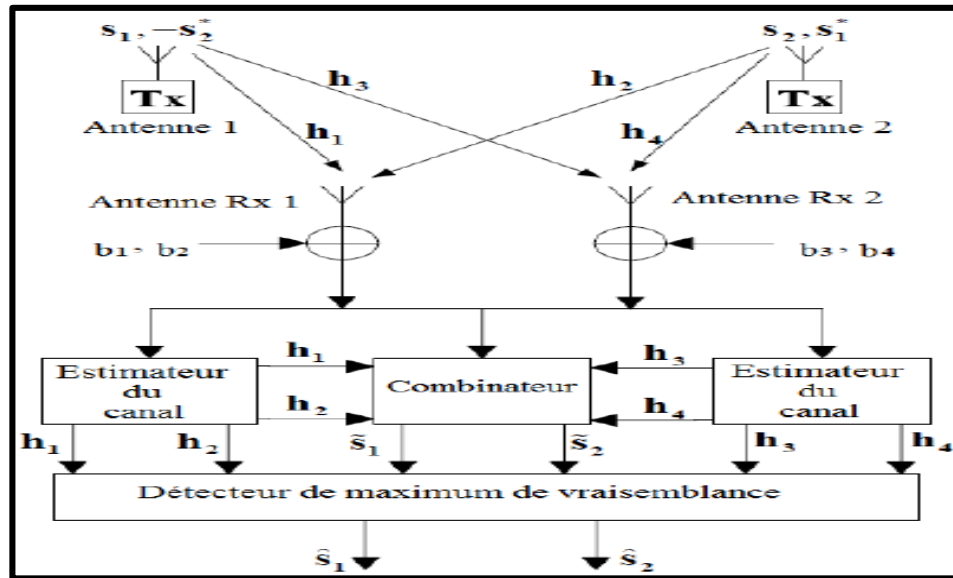 s₁, −s₂* s₂, s₁*
h₃ h₂
Tx Tx
Antenne 1 h₁ h₄ Antenne 2
Antenne Rx 1 Antenne Rx 2
b₁, b₂ b₃, b₄
h₁ h₃
Estimateur du canal Combinateur Estimateur du canal
h₂ h₄
h₁ h₂ s̃₁ s̃₂ h₃ h₄
Détecteur de maximum de vraisemblance
ŝ₁ ŝ₂